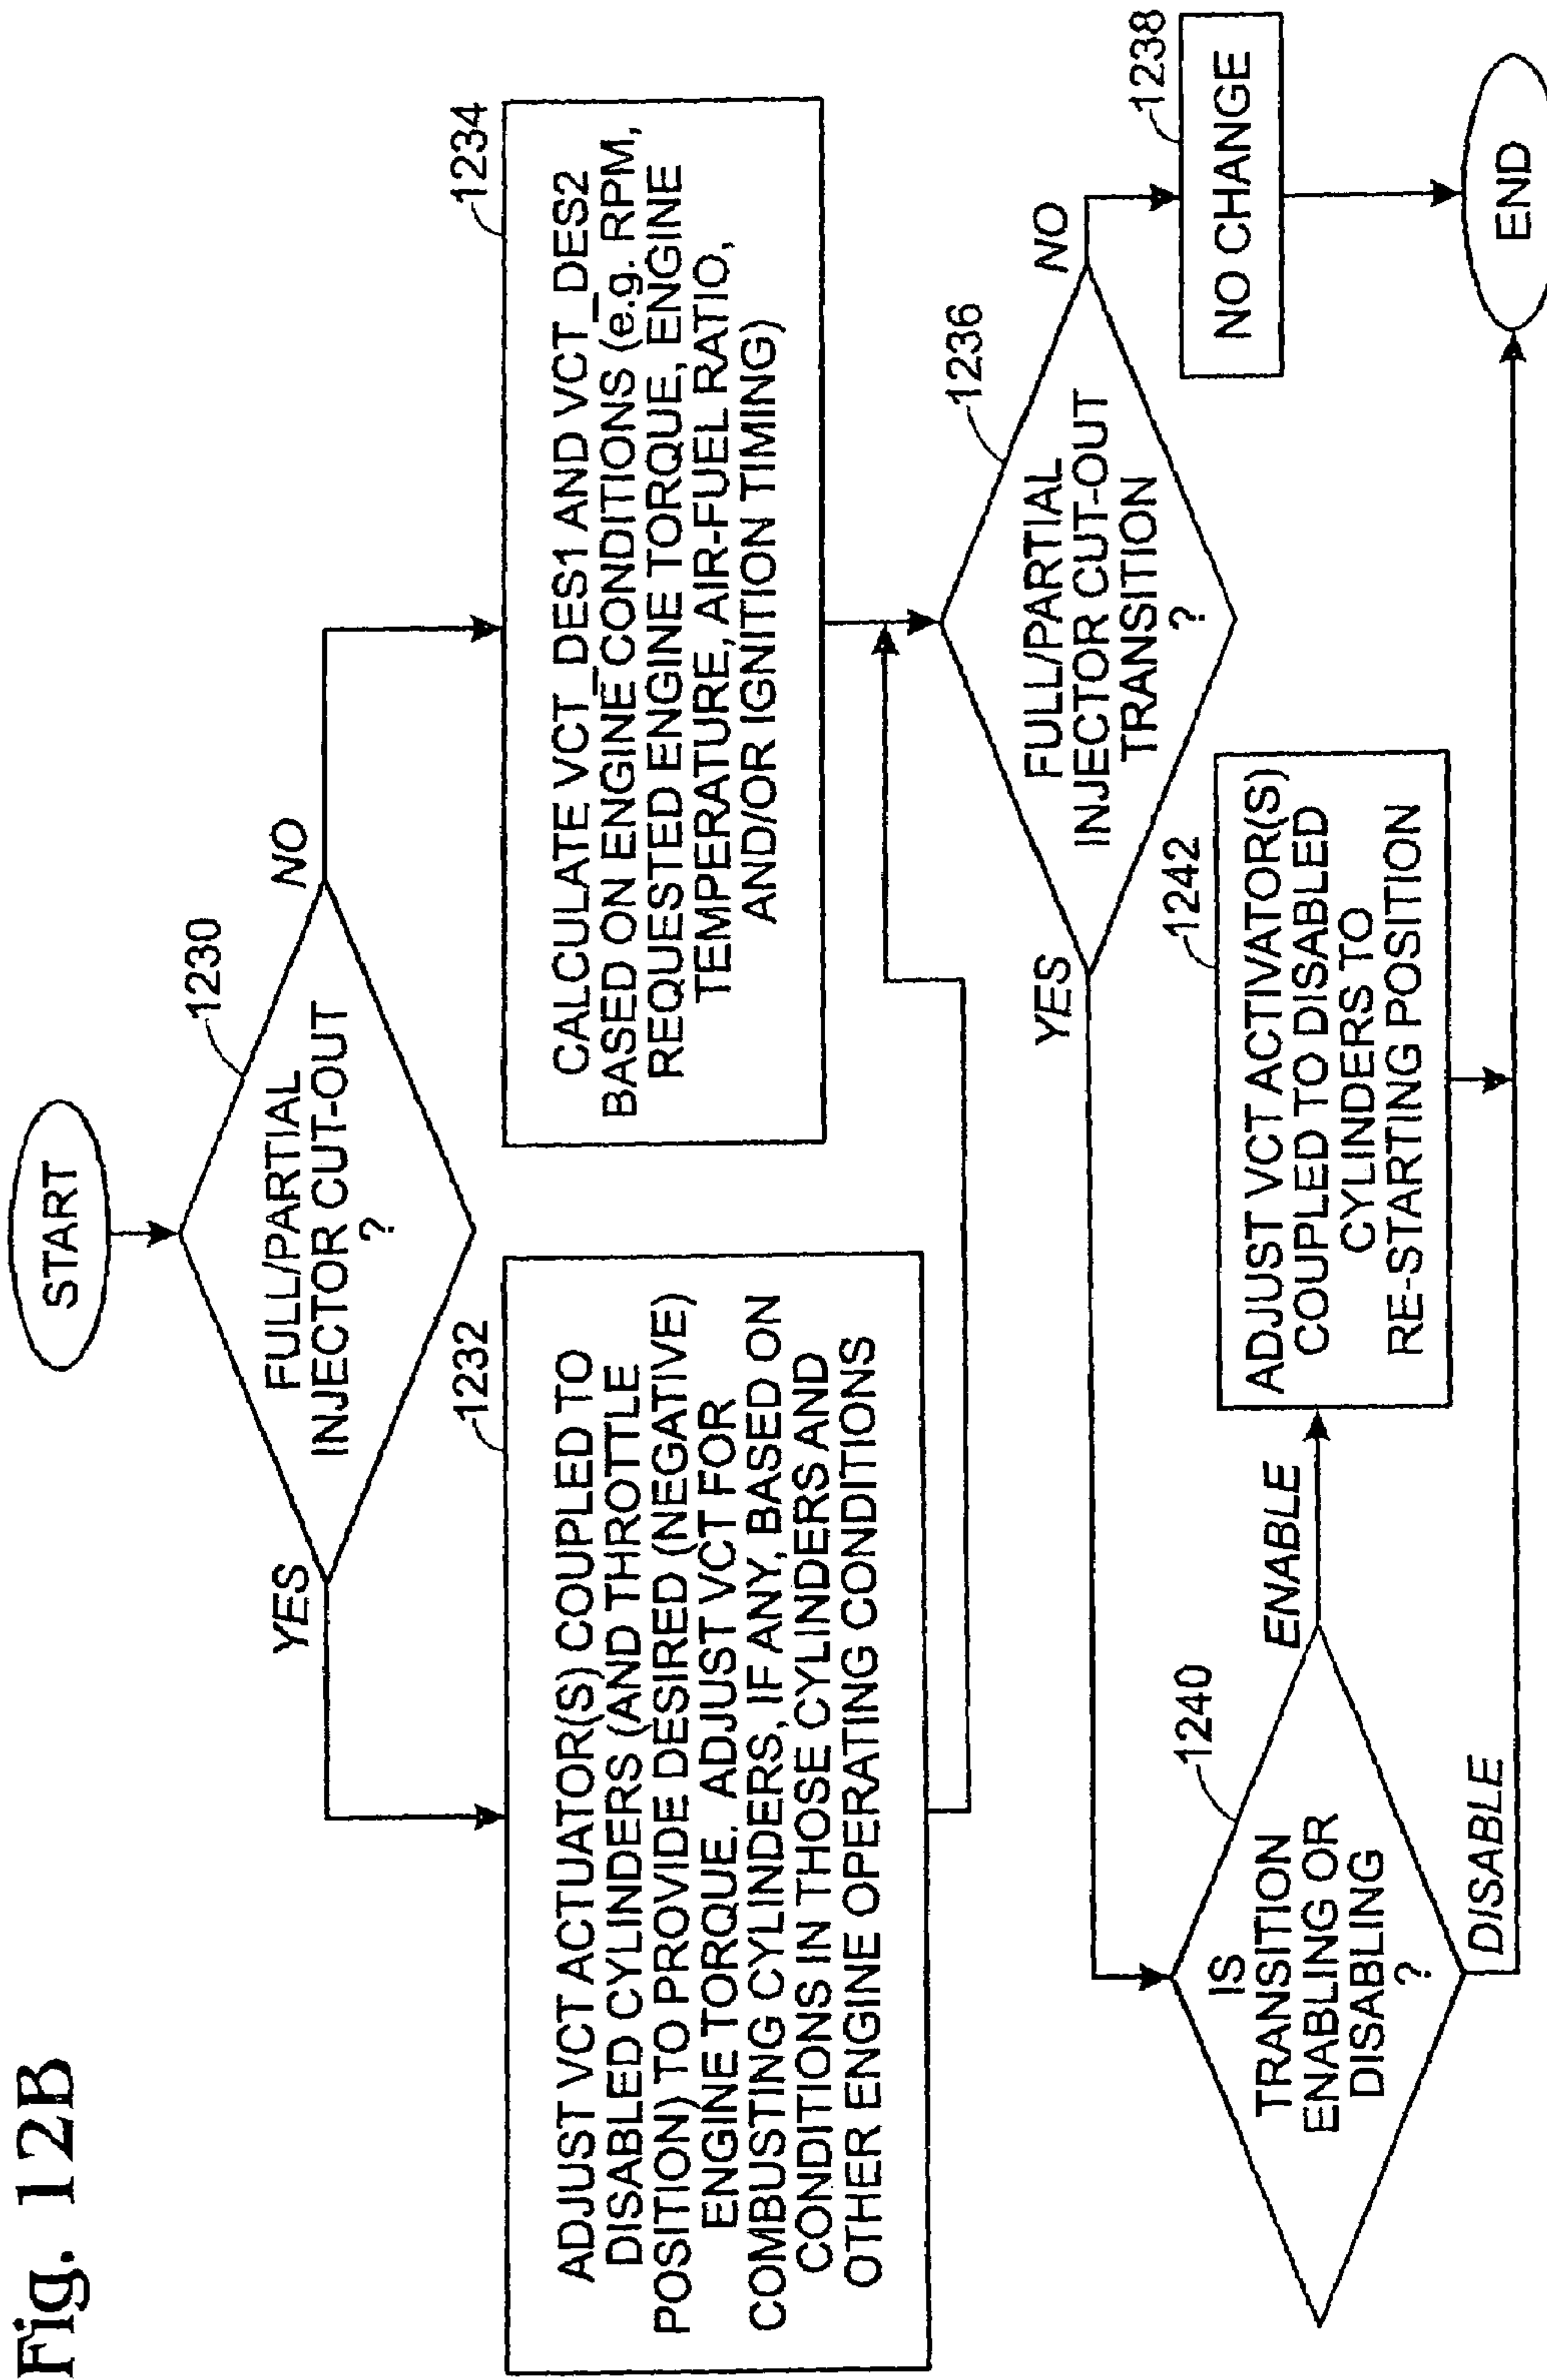 Fig. 12B
START
1230
FULL/PARTIAL
INJECTOR CUT-OUT
?
YES
NO
1232
ADJUST VCT ACTUATOR(S) COUPLED TO
DISABLED CYLINDERS (AND THROTTLE
POSITION) TO PROVIDE DESIRED (NEGATIVE)
ENGINE TORQUE. ADJUST VCT FOR
COMBUSTING CYLINDERS, IF ANY, BASED ON
CONDITIONS IN THOSE CYLINDERS AND
OTHER ENGINE OPERATING CONDITIONS
1234
CALCULATE VCT_DES1 AND VCT_DES2
BASED ON ENGINE CONDITIONS (e.g. RPM,
REQUESTED ENGINE TORQUE, ENGINE
TEMPERATURE, AIR-FUEL RATIO,
AND/OR IGNITION TIMING)
1236
FULL/PARTIAL
INJECTOR CUT-OUT
TRANSITION
?
YES
NO
1238
NO CHANGE
1240
IS
TRANSITION
ENABLING OR
DISABLING
?
ENABLE
DISABLE
1242
ADJUST VCT ACTIVATOR(S)
COUPLED TO DISABLED
CYLINDERS TO
RE-STARTING POSITION
END